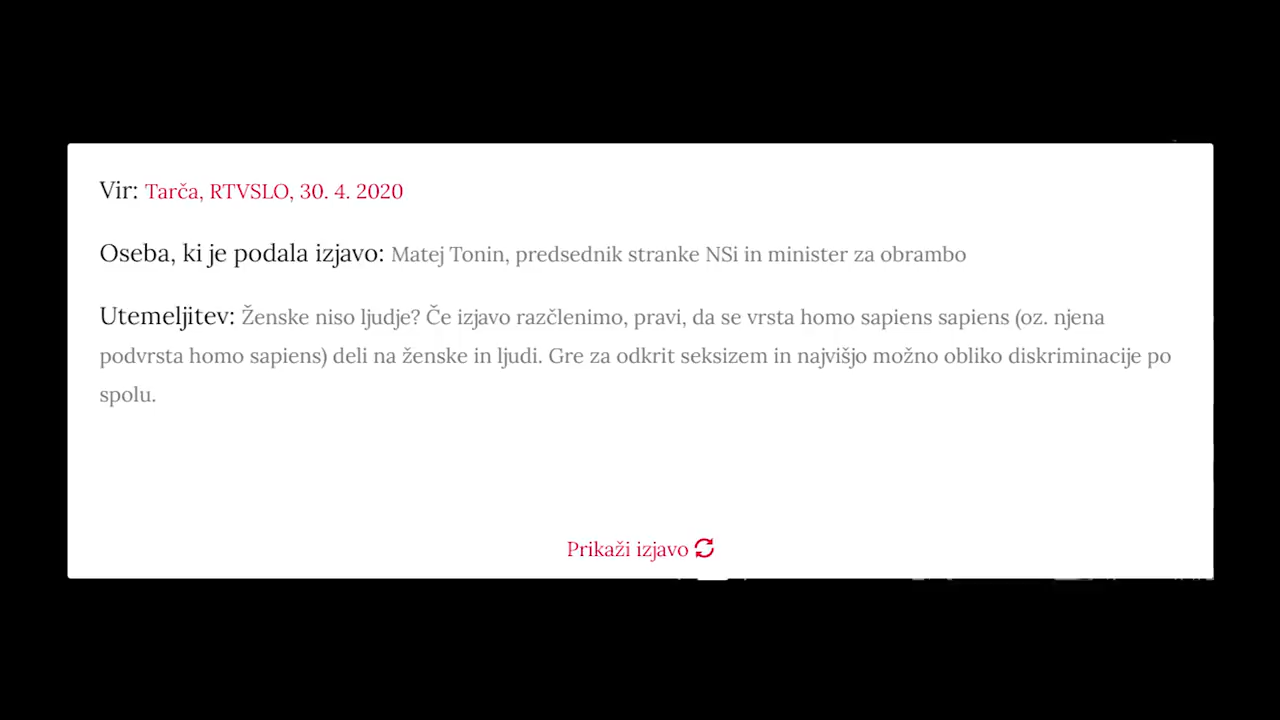 Vir: Tarča, RTVSLO, 30. 4. 2020
Oseba, ki je podala izjavo: Matej Tonin, predsednik stranke NSi in minister za obrambo
Utemeljitev: Ženske niso ljudje? Če izjavo razčlenimo, pravi, da se vrsta homo sapiens sapiens (oz. njena
podvrsta homo sapiens) deli na ženske in ljudi. Gre za odkrit seksizem in najvišjo možno obliko diskriminacije po
spolu.
Prikaži izjavo